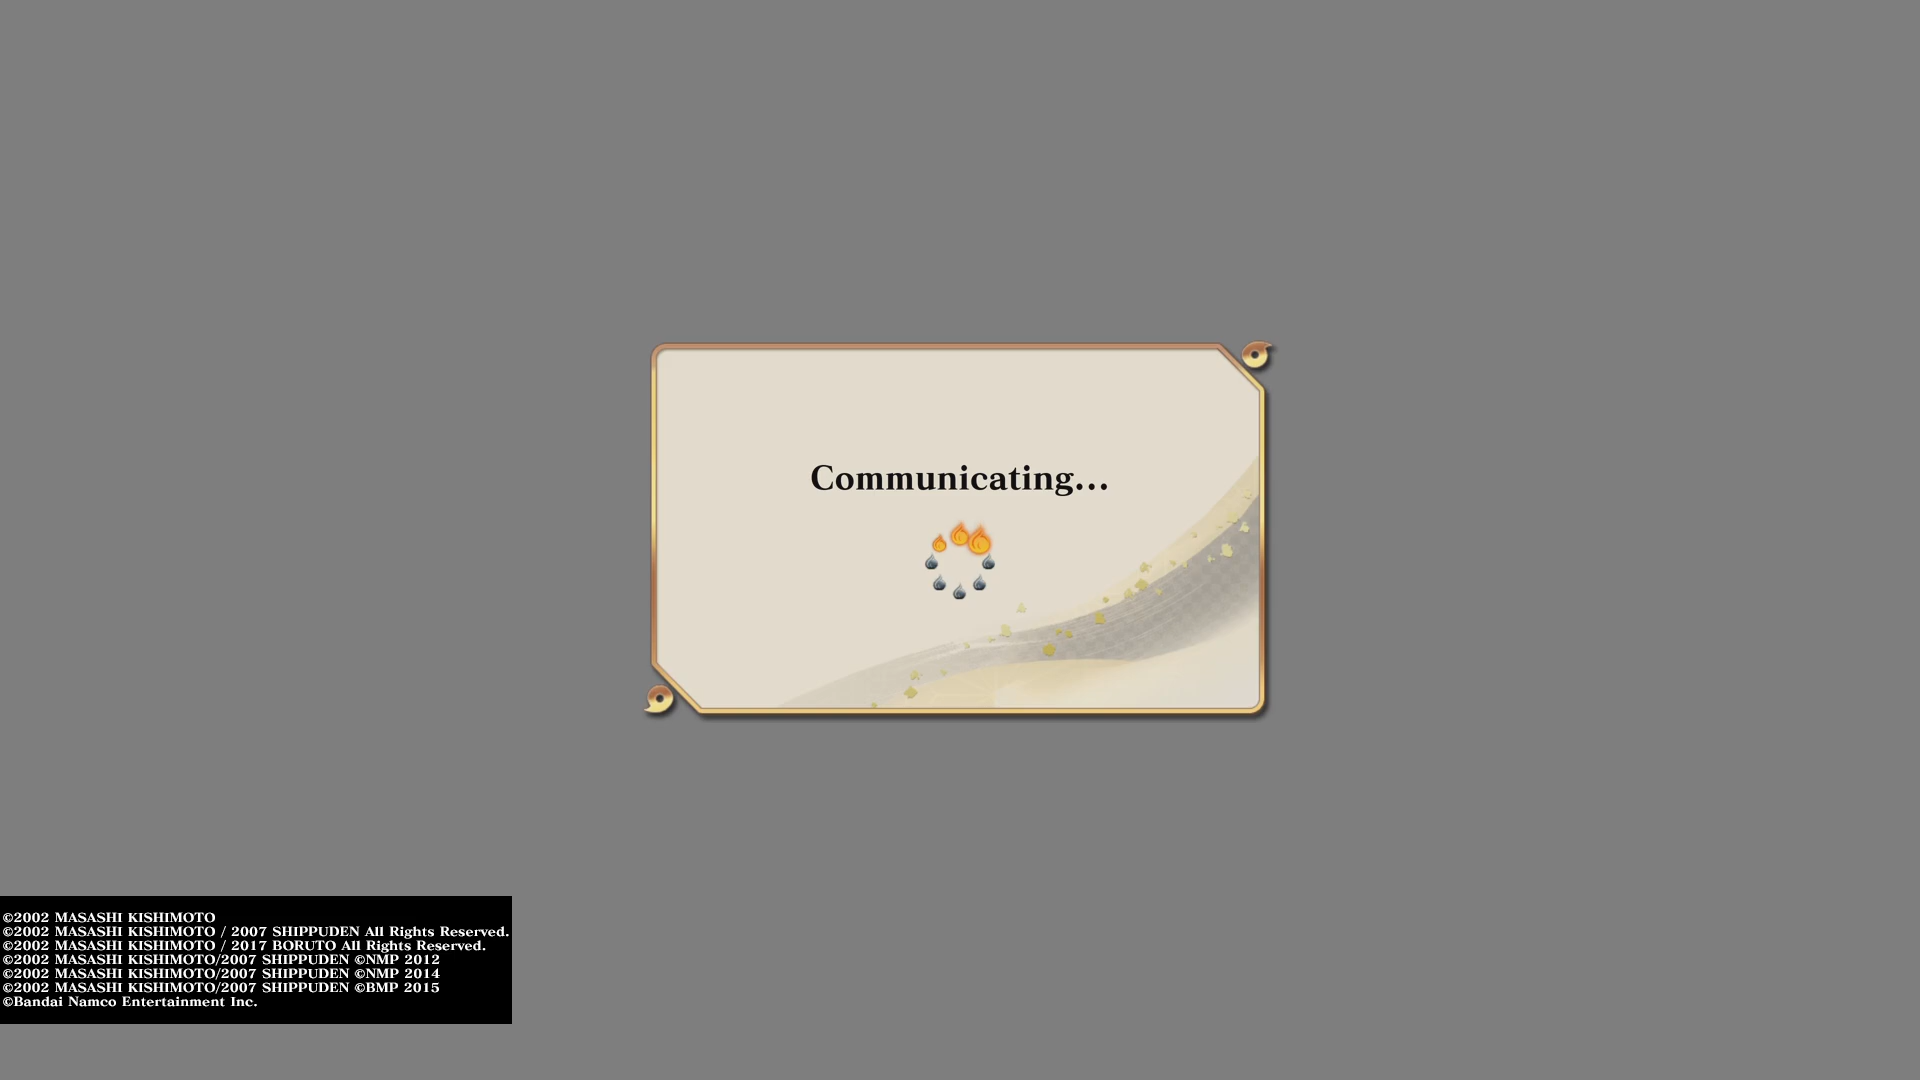 Communicating...
©2002 MASASHI KISHIMOTO
©2002 MASASHI KISHIMOTO / 2007 SHIPPUDEN All Rights Reserved.
©2002 MASASHI KISHIMOTO / 2017 BORUTO All Rights Reserved.
©2002 MASASHI KISHIMOTO/2007 SHIPPUDEN ©NMP 2012
©2002 MASASHI KISHIMOTO/2007 SHIPPUDEN ©NMP 2014
©2002 MASASHI KISHIMOTO/2007 SHIPPUDEN ©BMP 2015
©Bandai Namco Entertainment Inc.